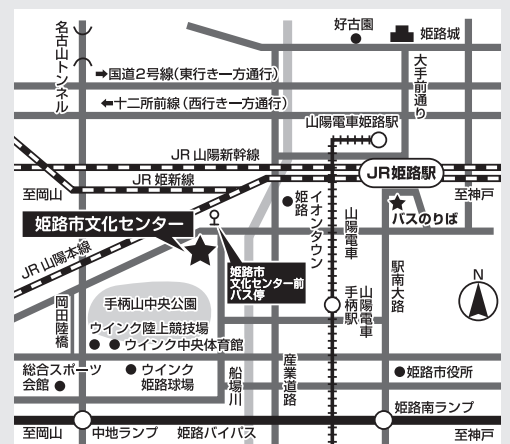 好古園
姫路城
名古山トンネル
➡国道2号線(東行き一方通行)
大手前通り
⬅十二所前線(西行き一方通行)
山陽電車姫路駅
JR 山陽新幹線
JR姫路駅
JR 姫新線
至岡山
至神戸
姫路市文化センター
姫路
イオンタウン
山陽電車
バスのりば
JR 山陽本線
姫路市
文化センター前
バス停
駅南大路
N
岡田陸橋
手柄山中央公園
山陽電車
手柄駅
ウインク陸上競技場
ウインク中央体育館
総合スポーツ
会館
ウインク
姫路球場
船場川
産業道路
姫路市役所
姫路南ランプ
至岡山
中地ランプ
姫路バイパス
至神戸